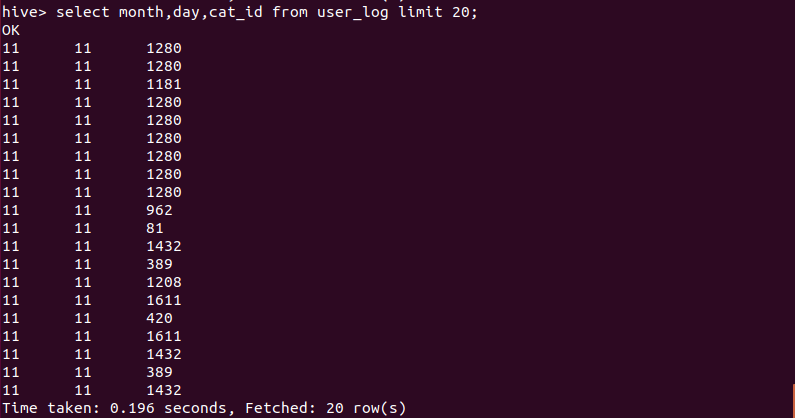 hive> select month,day,cat_id from user_log limit 20;
OK
11 11 1280
11 11 1280
11 11 1181
11 11 1280
11 11 1280
11 11 1280
11 11 1280
11 11 1280
11 11 1280
11 11 962
11 11 81
11 11 1432
11 11 389
11 11 1208
11 11 1611
11 11 420
11 11 1611
11 11 1432
11 11 389
11 11 1432
Time taken: 0.196 seconds, Fetched: 20 row(s)